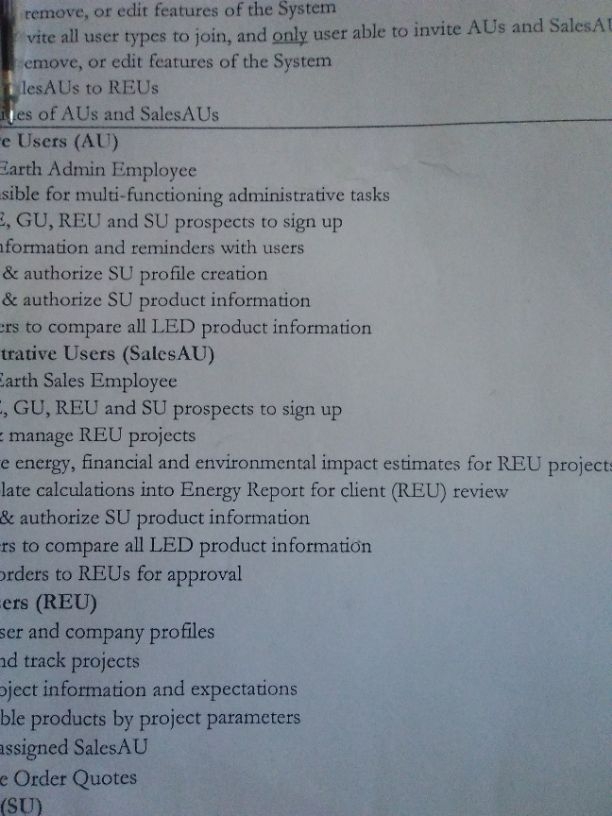 remove, or edit features of the System
vite all user types to join, and only user able to invite AUs and SalesAU
emove, or edit features of the System
lesAUs to REUs
les of AUs and SalesAUs
e Users (AU)
Earth Admin Employee
sible for multi-functioning administrative tasks
E, GU, REU and SU prospects to sign up
nformation and reminders with users
& authorize SU profile creation
& authorize SU product information
ers to compare all LED product information
trative Users (SalesAU)
Earth Sales Employee
E, GU, REU and SU prospects to sign up
& manage REU projects
e energy, financial and environmental impact estimates for REU projects
late calculations into Energy Report for client (REU) review
& authorize SU product information
rs to compare all LED product information
orders to REUs for approval
sers (REU)
ser and company profiles
nd track projects
oject information and expectations
ble products by project parameters
assigned SalesAU
e Order Quotes
(SU)